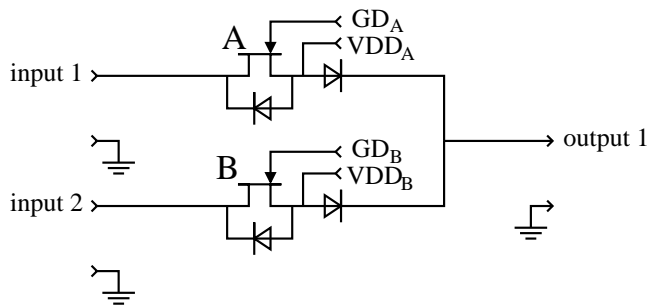 A
GD_A
VDD_A
input 1
output 1
B
GD_B
VDD_B
input 2